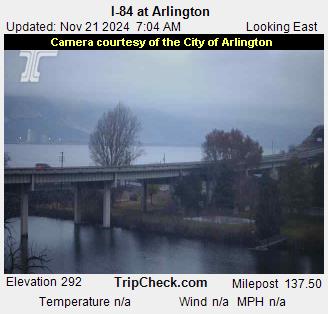 I-84 at Arlington
Updated: Nov 21 2024 7:04 AM Looking East
Camera courtesy of the City of Arlington
Elevation 292 TripCheck.com Milepost 137.50
Temperature n/a Wind n/a MPH n/a